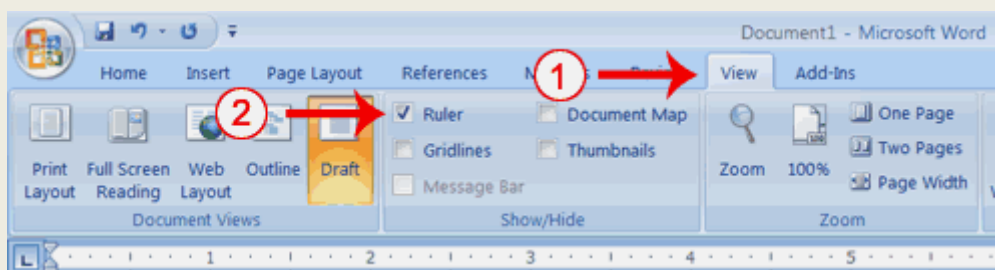 Document1 - Microsoft Word
Home Insert Page Layout References 1 View Add-Ins
2 Ruler Document Map One Page
Gridlines Thumbnails Two Pages
Print Layout Full Screen Reading Web Layout Outline Draft Message Bar Zoom 100% Page Width
Document Views Show/Hide Zoom
L 1 2 3 4 5